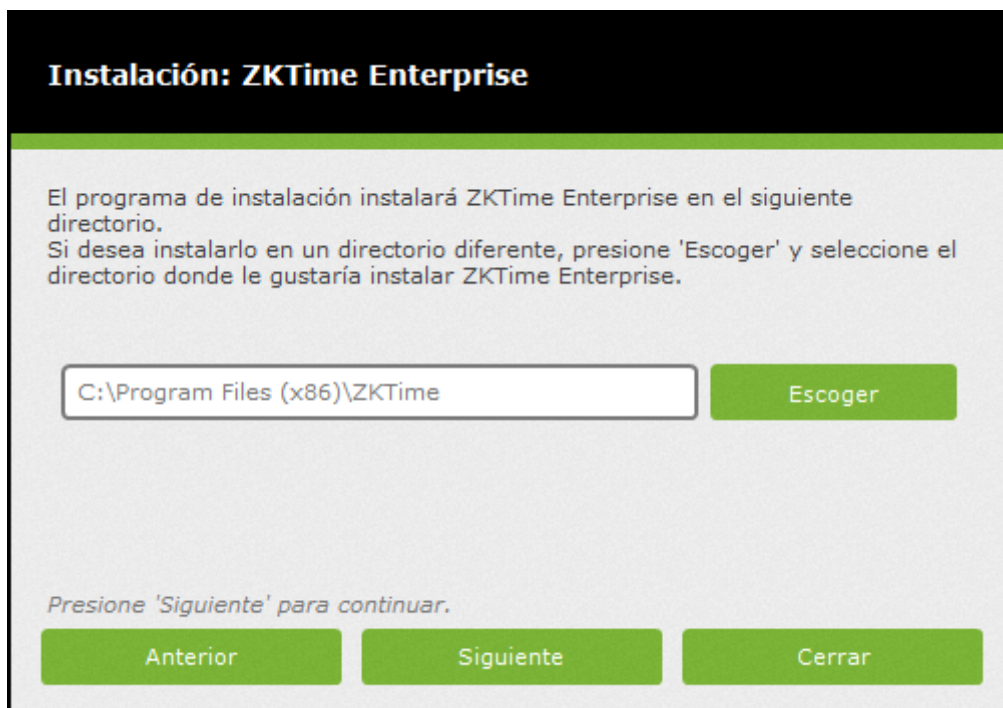 Instalación: ZKTime Enterprise
El programa de instalación instalará ZKTime Enterprise en el siguiente
directorio.
Si desea instalarlo en un directorio diferente, presione 'Escoger' y seleccione el
directorio donde le gustaría instalar ZKTime Enterprise.
C:\Program Files (x86)\ZKTime
Escoger
Presione 'Siguiente' para continuar.
Anterior
Siguiente
Cerrar